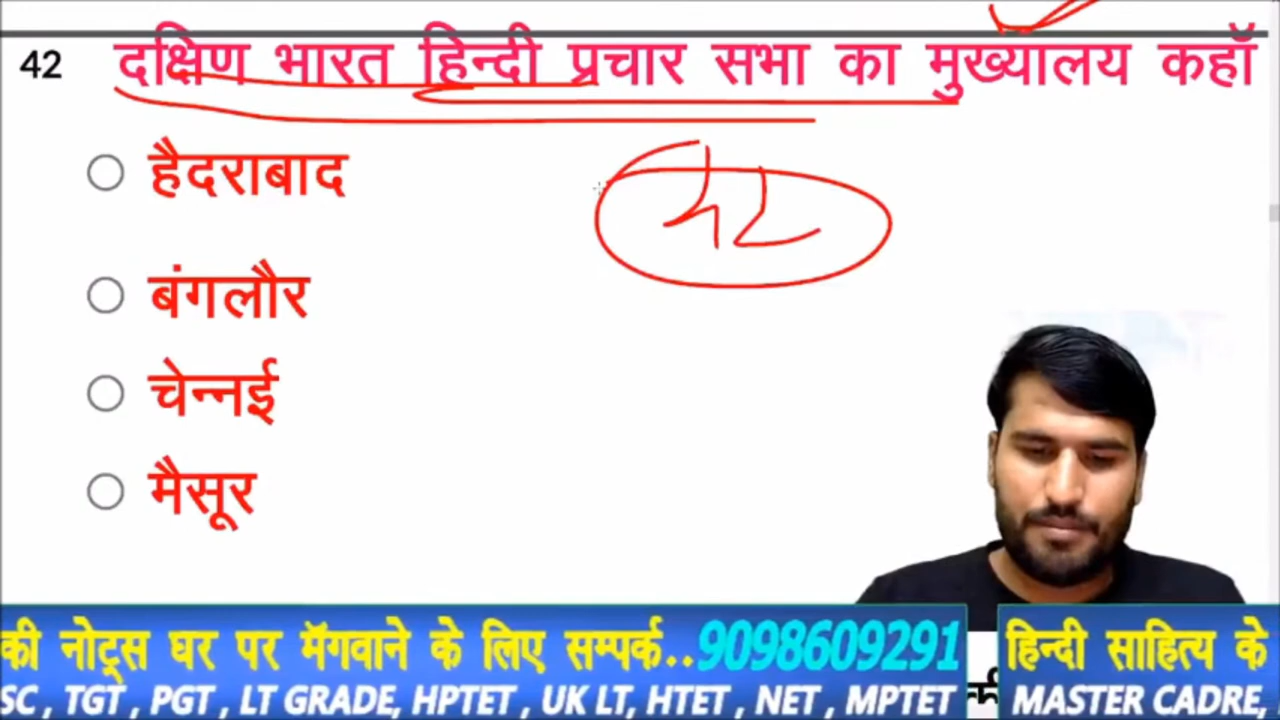 42 दक्षिण भारत हिन्दी प्रचार सभा का मुख्यालय कहॉ
हैदराबाद
बंगलौर
चेन्नई
मैसूर
की नोट्स घर पर मॅगवाने के लिए सम्पर्क..9098609291
हिन्दी साहित्य के
SC , TGT , PGT , LT GRADE, HPTET , UK LT, HTET , NET , MPTET
की
MASTER CADRE,